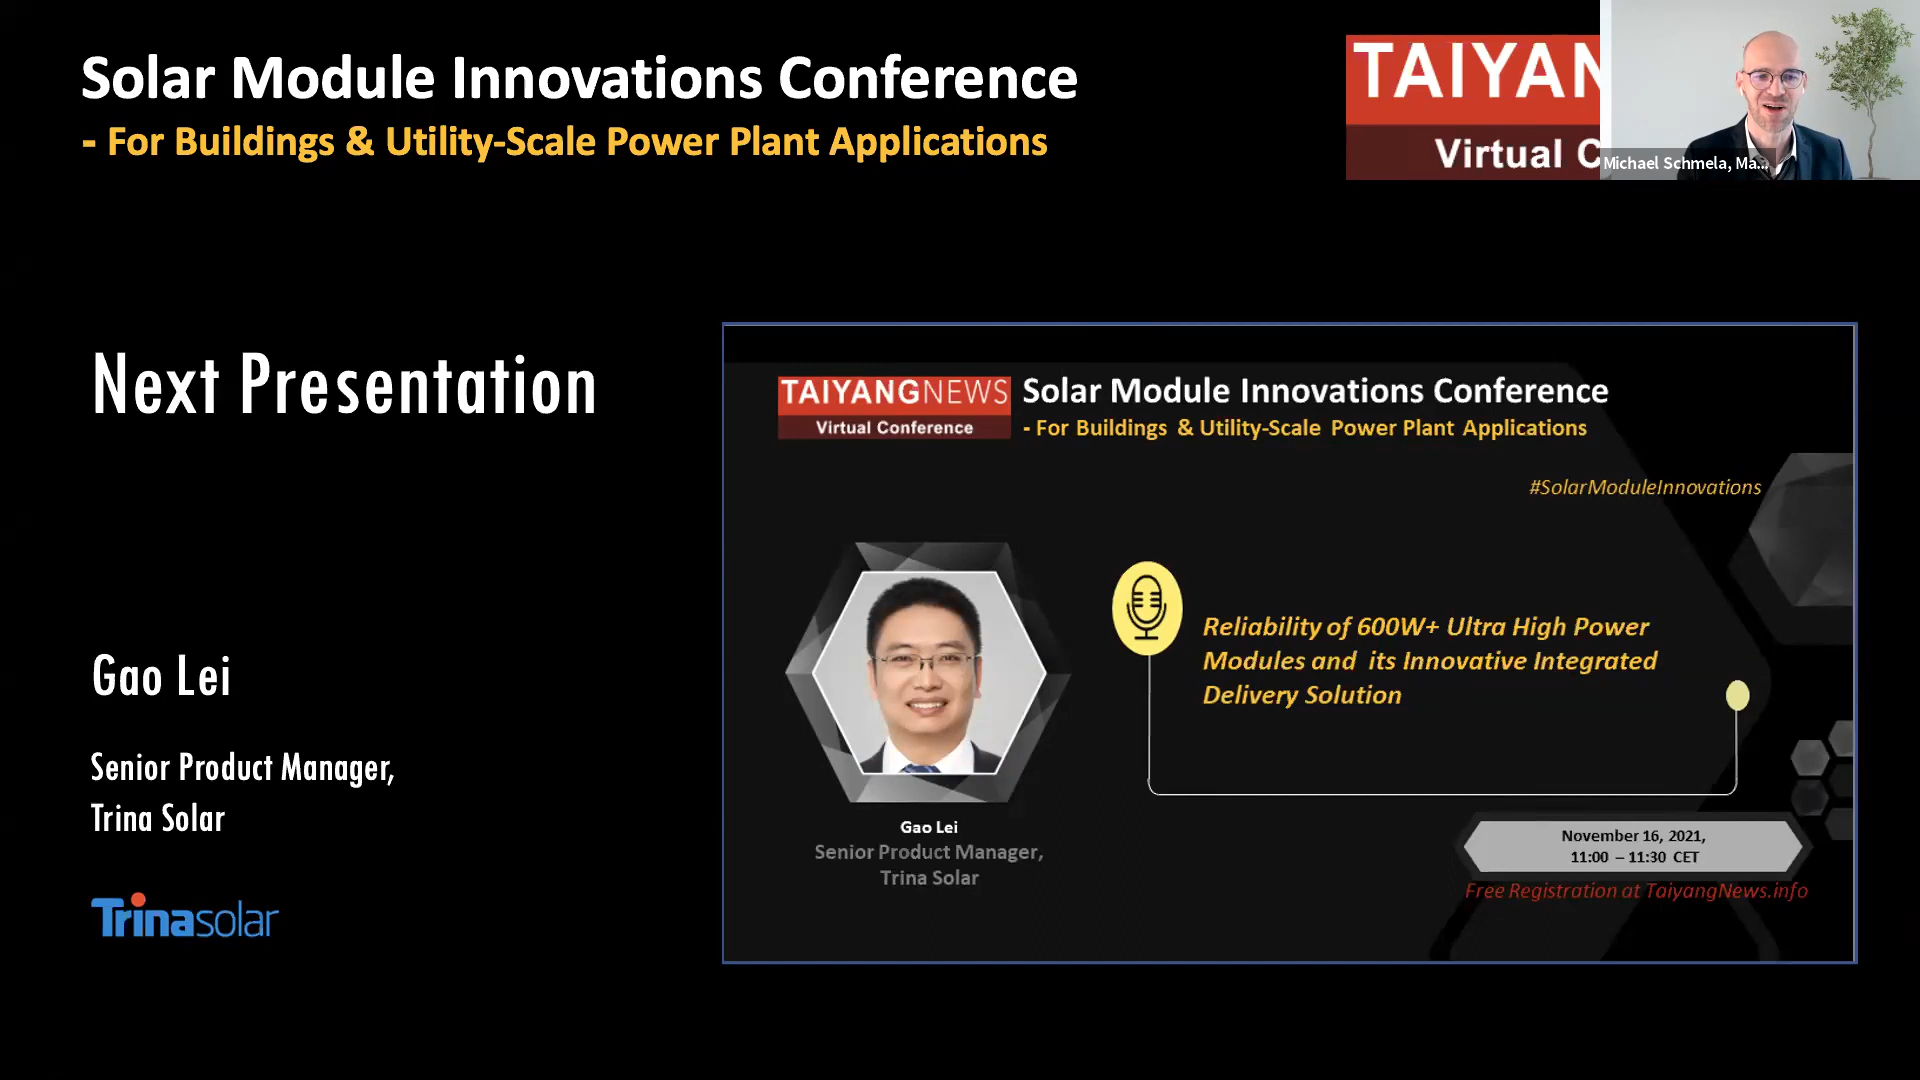 Solar Module Innovations Conference
- For Buildings & Utility-Scale Power Plant Applications
TAIYAN
Virtual C
Michael Schmela, Ma...
Next Presentation
Gao Lei
Senior Product Manager,
Trina Solar
Trinasolar
TAIYANGNEWS
Virtual Conference
Solar Module Innovations Conference
- For Buildings & Utility-Scale Power Plant Applications
#SolarModuleInnovations
Reliability of 600W+ Ultra High Power
Modules and its Innovative Integrated
Delivery Solution
Gao Lei
Senior Product Manager,
Trina Solar
November 16, 2021,
11:00 – 11:30 CET
Free Registration at TaiyangNews.info